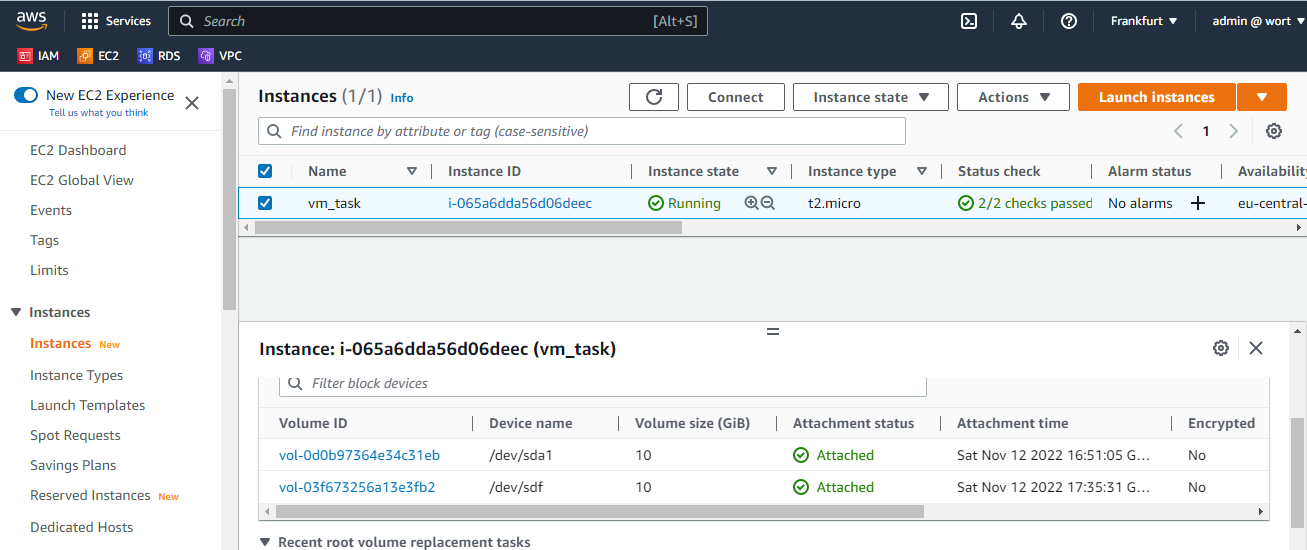 aws Services Search [Alt+S] Frankfurt admin @ wort
IAM EC2 RDS VPC
New EC2 Experience
Tell us what you think
EC2 Dashboard
EC2 Global View
Events
Tags
Limits
Instances
Instances New
Instance Types
Launch Templates
Spot Requests
Savings Plans
Reserved Instances New
Dedicated Hosts
Instances (1/1) Info Connect Instance state Actions Launch instances
Find instance by attribute or tag (case-sensitive) 1
Name Instance ID Instance state Instance type Status check Alarm status Availability
vm_task i-065a6dda56d06deec Running t2.micro 2/2 checks passed No alarms eu-central-
Instance: i-065a6dda56d06deec (vm_task)
Filter block devices
Volume ID Device name Volume size (GiB) Attachment status Attachment time Encrypted
vol-0d0b97364e34c31eb /dev/sda1 10 Attached Sat Nov 12 2022 16:51:05 G... No
vol-03f673256a13e3fb2 /dev/sdf 10 Attached Sat Nov 12 2022 17:35:31 G... No
Recent root volume replacement tasks